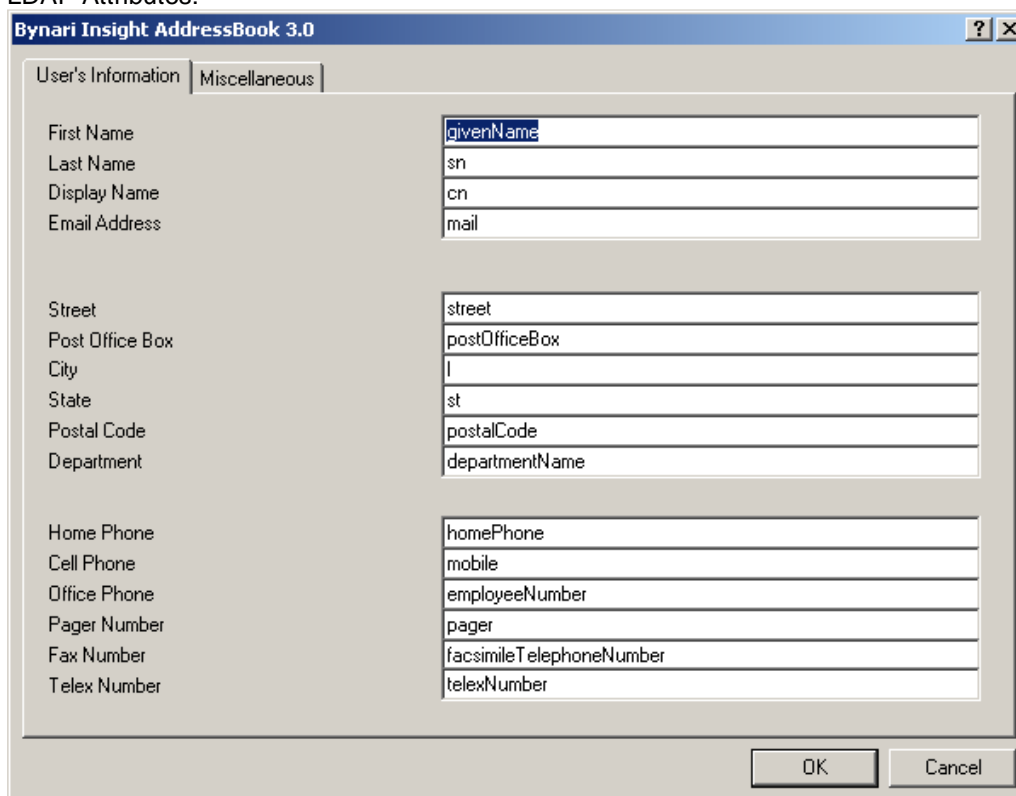 LDAP Attributes:
Bynari Insight AddressBook 3.0
User's Information Miscellaneous
First Name givenName
Last Name sn
Display Name cn
Email Address mail
Street street
Post Office Box postOfficeBox
City l
State st
Postal Code postalCode
Department departmentName
Home Phone homePhone
Cell Phone mobile
Office Phone employeeNumber
Pager Number pager
Fax Number facsimileTelephoneNumber
Telex Number telexNumber
OK Cancel